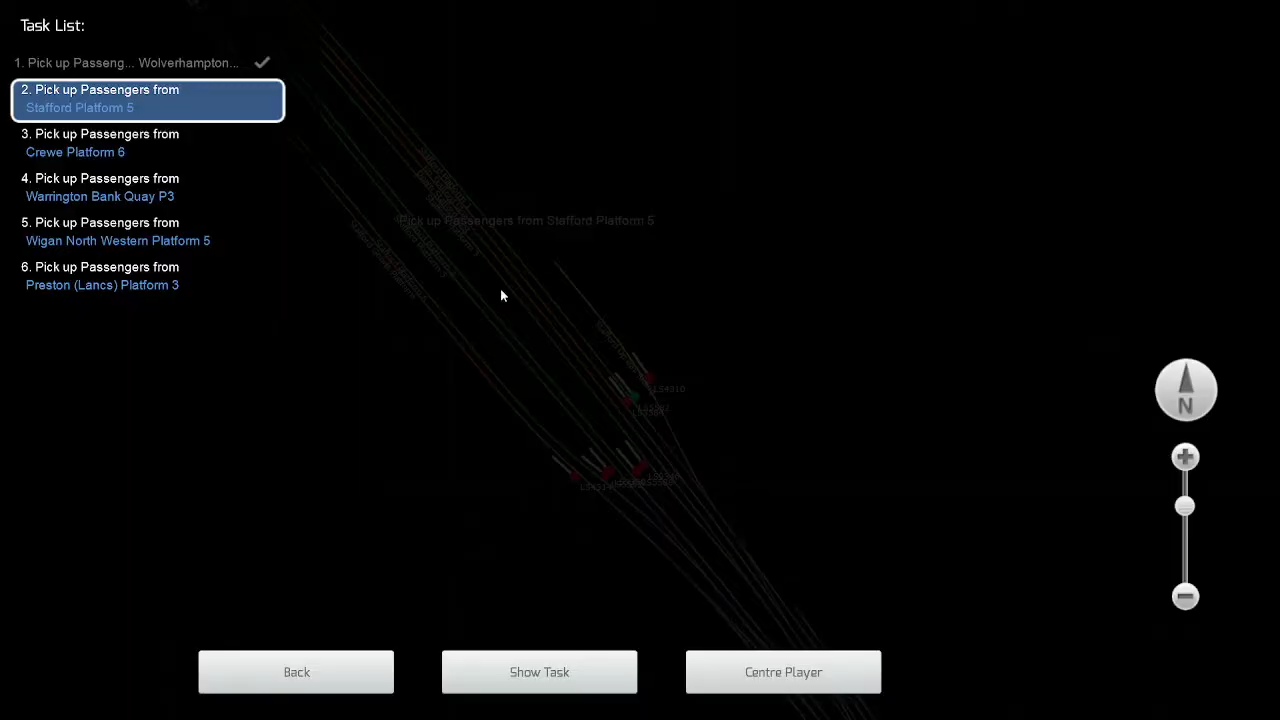 Task List:
1. Pick up Passeng... Wolverhampton...
2. Pick up Passengers from
Stafford Platform 5
3. Pick up Passengers from
Crewe Platform 6
4. Pick up Passengers from
Warrington Bank Quay P3
5. Pick up Passengers from
Wigan North Western Platform 5
6. Pick up Passengers from
Preston (Lancs) Platform 3
Pick up Passengers from Stafford Platform 5
LS4310
N
Back
Show Task
Centre Player